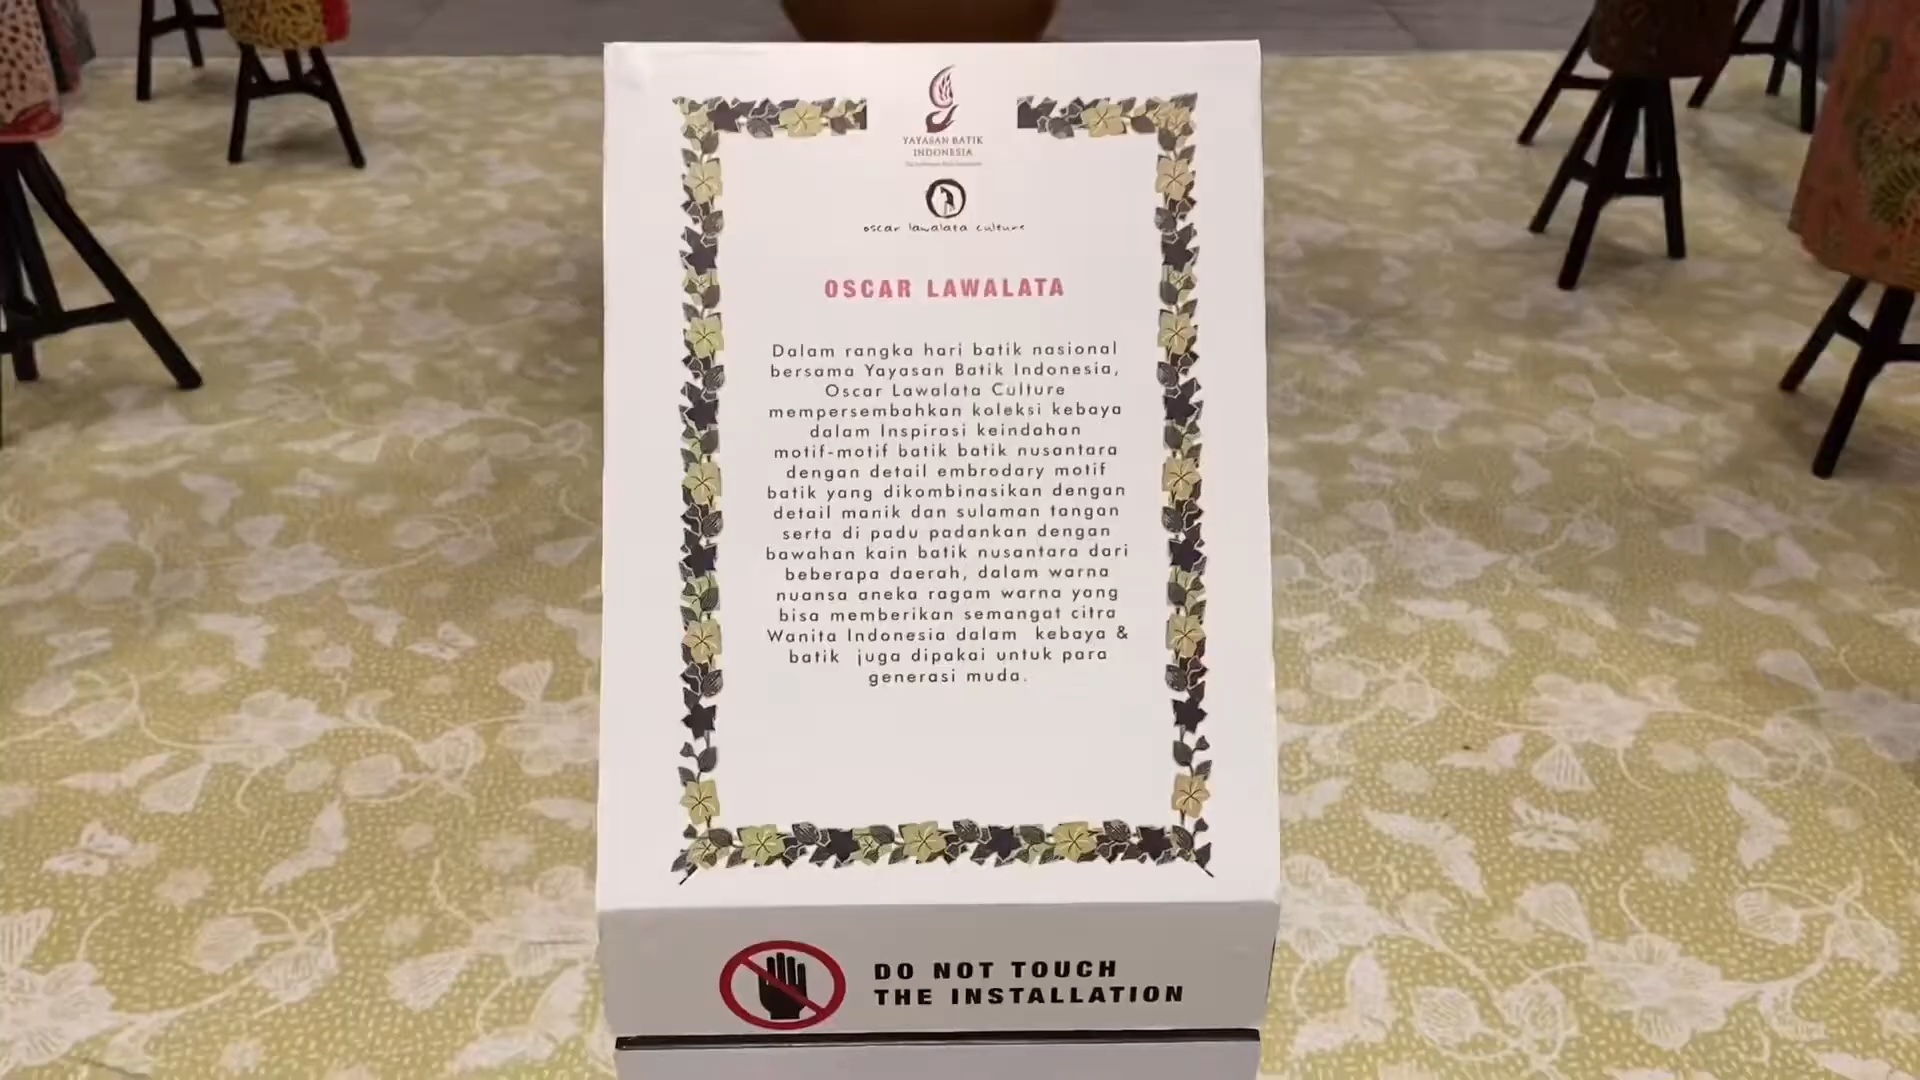 YAYASAN BATIK
INDONESIA
oscar lawalata culture
OSCAR LAWALATA
Dalam rangka hari batik nasional
bersama Yayasan Batik Indonesia,
Oscar Lawalata Culture
mempersembahkan koleksi kebaya
dalam Inspirasi keindahan
motif-motif batik batik nusantara
dengan detail embrodary motif
batik yang dikombinasikan dengan
detail manik dan sulaman tangan
serta di padu padankan dengan
bawahan kain batik nusantara dari
beberapa daerah, dalam warna
nuansa aneka ragam warna yang
bisa memberikan semangat citra
Wanita Indonesia dalam kebaya &
batik juga dipakai untuk para
generasi muda.
DO NOT TOUCH
THE INSTALLATION